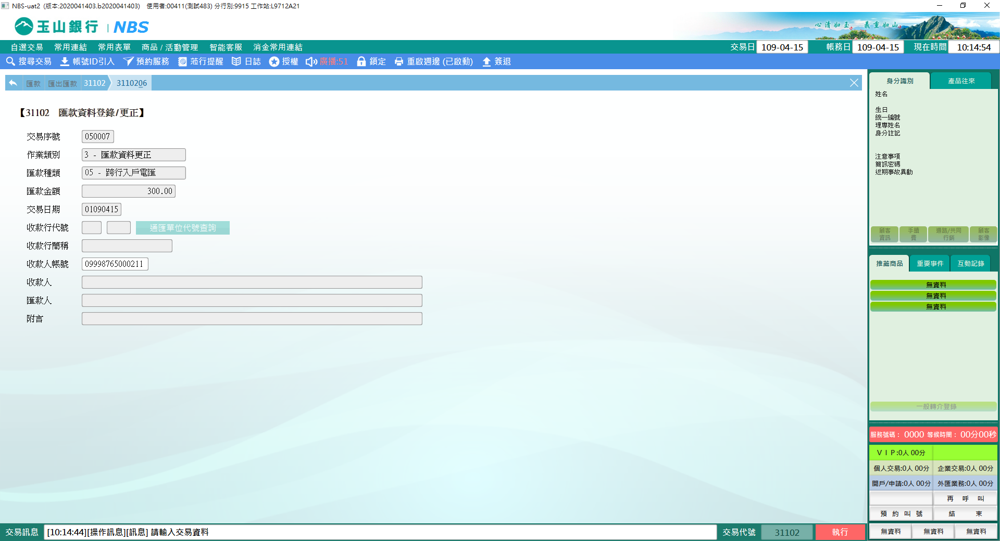 NBS-uat2 (版本:2020041403.b2020041403) 使用者:00411(測試483) 分行別:9915 工作站:L9712A21
玉山銀行 | NBS
心清如玉 義重如山
自選交易 常用連結 常用表單 商品 / 活動管理 智能客服 消金常用連結 交易日 109-04-15 帳務日 109-04-15 現在時間 10:14:54
搜尋交易 帳號ID引入 預約服務 蒞行提醒 日誌 授權 廣播:51 鎖定 重啟週邊 (已啟動) 簽退
匯款 匯出匯款 31102 3110206
【31102 匯款資料登錄/更正】
交易序號 050007
作業類別 3 - 匯款資料更正
匯款種類 05 - 跨行入戶電匯
匯款金額 300.00
交易日期 01090415
收款行代號 通匯單位代號查詢
收款行簡稱
收款人帳號 09998765000211
收款人
匯款人
附言
身分識別 產品往來
姓名
生日
統一編號
理專姓名
身分註記
注意事項
簡訊密碼
近期事故異動
顧客資訊 手續費 通路/共同行銷 顧客影像
推薦商品 重要事件 互動記錄
無資料
無資料
無資料
一般轉介登錄
服務號碼: 0000 等候時間: 00分00秒
VIP:0人 00分
個人交易:0人 00分 企業交易:0人 00分
開戶/申請:0人 00分 外匯業務:0人 00分
再 呼 叫
預 約 叫 號 結 束
無資料 無資料 無資料
交易訊息 [10:14:44][操作訊息][訊息] 請輸入交易資料 交易代號 31102 執行